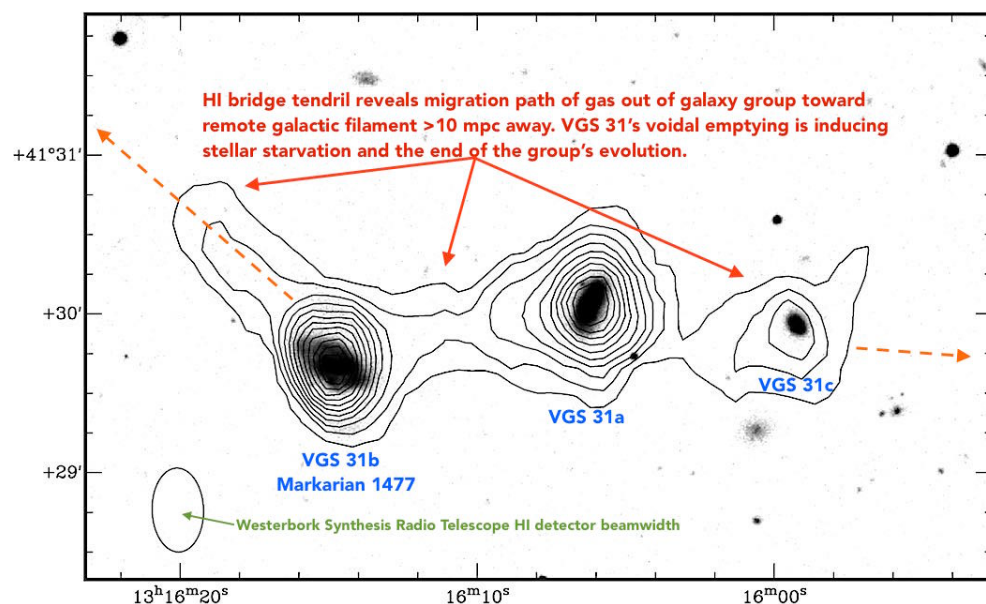 HI bridge tendril reveals migration path of gas out of galaxy group toward
remote galactic filament >10 mpc away. VGS 31's voidal emptying is inducing
stellar starvation and the end of the group's evolution.
+41°31′
+30′
VGS 31c
VGS 31a
VGS 31b
Markarian 1477
+29′
Westerbork Synthesis Radio Telescope HI detector beamwidth
13ʰ16ᵐ20ˢ
16ᵐ10ˢ
16ᵐ00ˢ